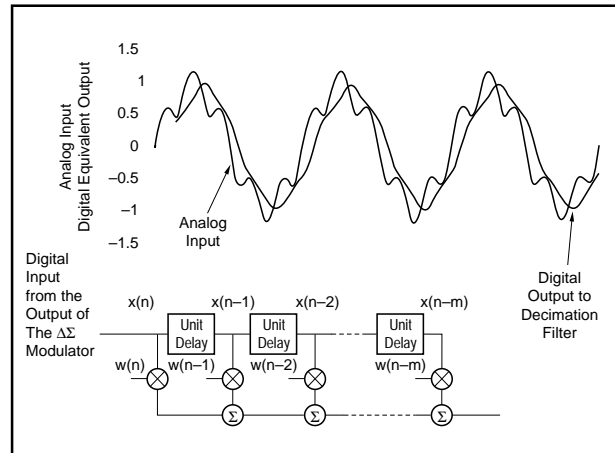 Analog Input
Digital Equivalent Output
1.5
1
0.5
0
–0.5
–1
–1.5
Analog
Input
Digital
Output to
Decimation
Filter
Digital
Input
from the
Output of
The ΔΣ
Modulator
x(n)
x(n–1)
x(n–2)
x(n–m)
Unit
Delay
Unit
Delay
Unit
Delay
w(n)
w(n–1)
w(n–2)
w(n–m)
Σ
Σ
Σ